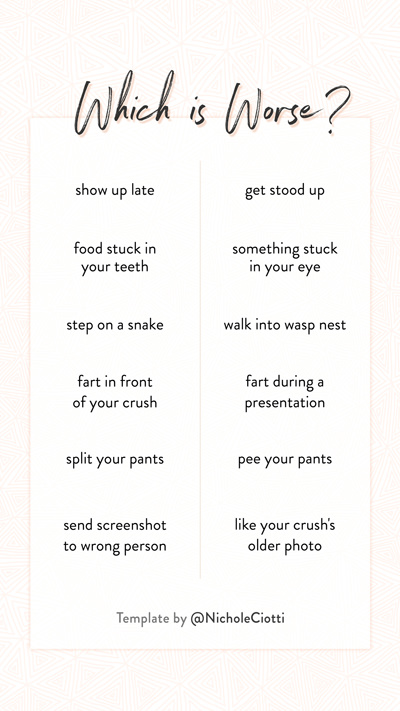 Which is Worse?
show up late
get stood up
food stuck in
your teeth
something stuck
in your eye
step on a snake
walk into wasp nest
fart in front
of your crush
fart during a
presentation
split your pants
pee your pants
send screenshot
to wrong person
like your crush's
older photo
Template by @NicholeCiotti